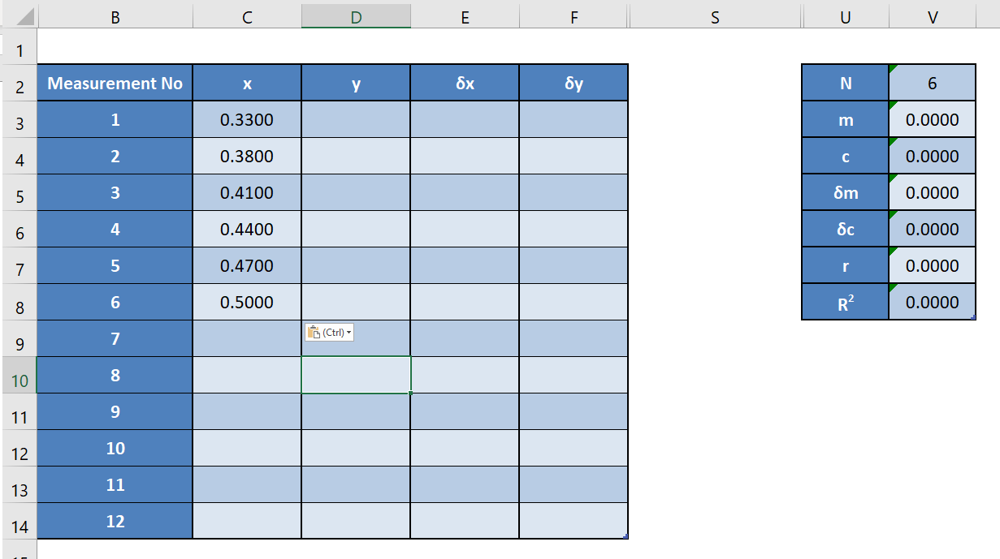 B C D E F S U V
1
2 Measurement No x y δx δy N 6
3 1 0.3300 m 0.0000
4 2 0.3800 c 0.0000
5 3 0.4100 δm 0.0000
6 4 0.4400 δc 0.0000
7 5 0.4700 r 0.0000
8 6 0.5000 R² 0.0000
9 7 (Ctrl)
10 8
11 9
12 10
13 11
14 12